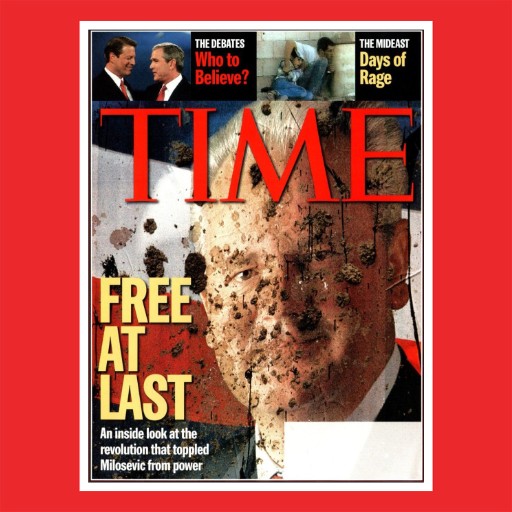 THE DEBATES
Who to
Believe?
THE MIDEAST
Days of
Rage
TIME
FREE
AT
LAST
An inside look at the
revolution that toppled
Milosevic from power